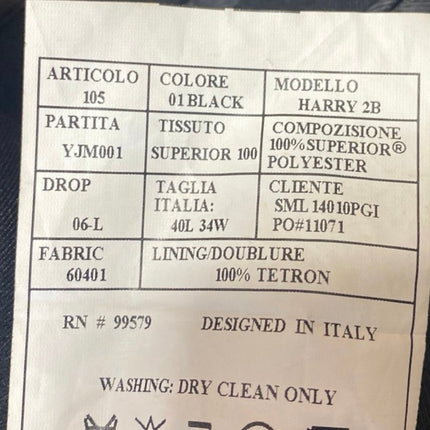 ARTICOLO
105
COLORE
01 BLACK
MODELLO
HARRY 2B
PARTITA
YJM001
TISSUTO
SUPERIOR 100
COMPOZISIONE
100% SUPERIOR®
POLYESTER
DROP
06-L
TAGLIA
ITALIA:
40L 34W
CLIENTE
SML 14010PGI
PO#11071
FABRIC
60401
LINING/DOUBLURE
100% TETRON
RN # 99579
DESIGNED IN ITALY
WASHING: DRY CLEAN ONLY